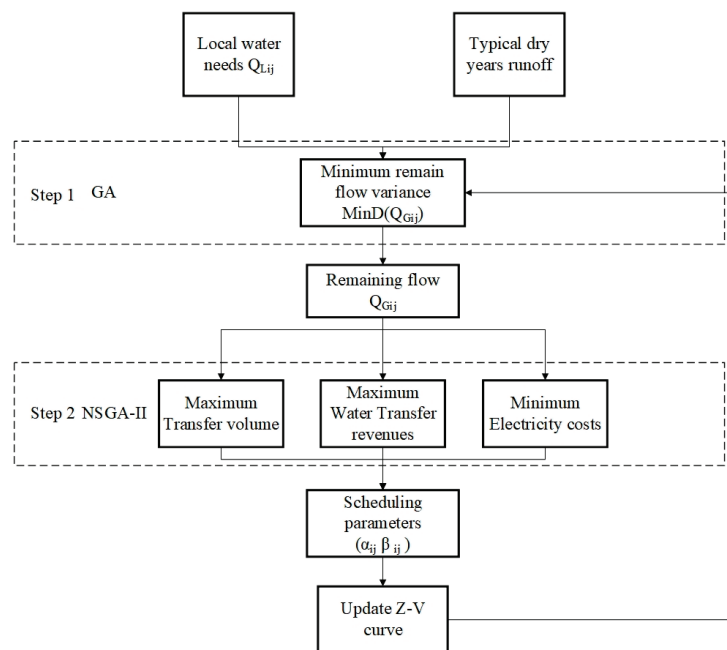 Local water
needs Q_Lij
Typical dry
years runoff
Step 1 GA
Minimum remain
flow variance
MinD(Q_Gij)
Remaining flow
Q_Gij
Step 2 NSGA-II
Maximum
Transfer volume
Maximum
Water Transfer
revenues
Minimum
Electricity costs
Scheduling
parameters
(α_ij β_ij)
Update Z-V
curve